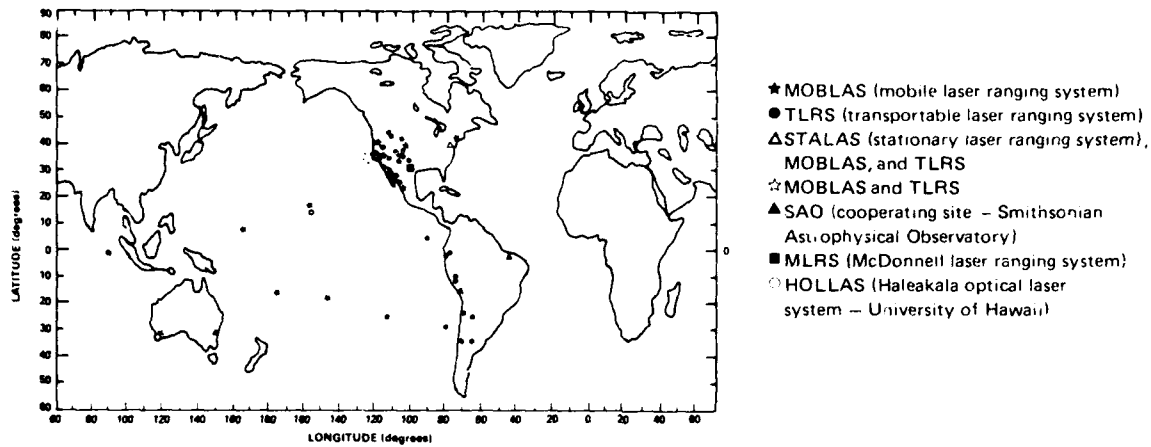 90
80
70
60
50
40
30
20
10
0
10
20
30
40
50
60
LATITUDE (degrees)
60 80 100 120 140 160 180 160 140 120 100 80 60 40 20 0 20 40 60
LONGITUDE (degrees)
0
★ MOBLAS (mobile laser ranging system)
● TLRS (transportable laser ranging system)
△ STALAS (stationary laser ranging system),
MOBLAS, and TLRS
☆ MOBLAS and TLRS
▲ SAO (cooperating site – Smithsonian
Astrophysical Observatory)
■ MLRS (McDonnell laser ranging system)
○ HOLLAS (Haleakala optical laser
system – University of Hawaii)